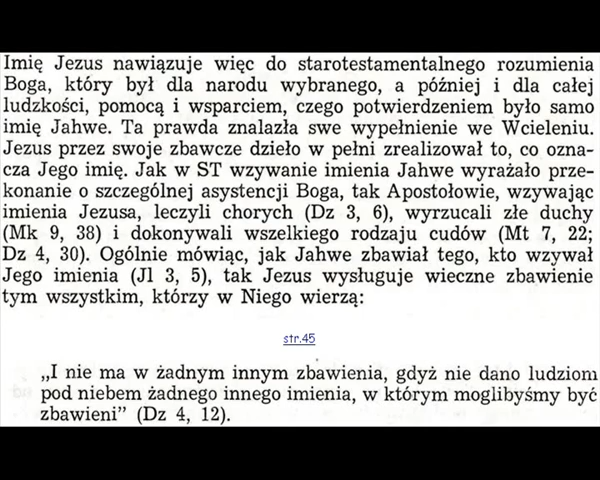 Imię Jezus nawiązuje więc do starotestamentalnego rozumienia
Boga, który był dla narodu wybranego, a później i dla całej
ludzkości, pomocą i wsparciem, czego potwierdzeniem było samo
imię Jahwe. Ta prawda znalazła swe wypełnienie we Wcieleniu.
Jezus przez swoje zbawcze dzieło w pełni zrealizował to, co ozna-
cza Jego imię. Jak w ST wzywanie imienia Jahwe wyrażało prze-
konanie o szczególnej asystencji Boga, tak Apostołowie, wzywając
imienia Jezusa, leczyli chorych (Dz 3, 6), wyrzucali złe duchy
(Mk 9, 38) i dokonywali wszelkiego rodzaju cudów (Mt 7, 22;
Dz 4, 30). Ogólnie mówiąc, jak Jahwe zbawiał tego, kto wzywał
Jego imienia (Jl 3, 5), tak Jezus wysługuje wieczne zbawienie
tym wszystkim, którzy w Niego wierzą:
str.45
„I nie ma w żadnym innym zbawienia, gdyż nie dano ludziom
pod niebem żadnego innego imienia, w którym moglibyśmy być
zbawieni” (Dz 4, 12).